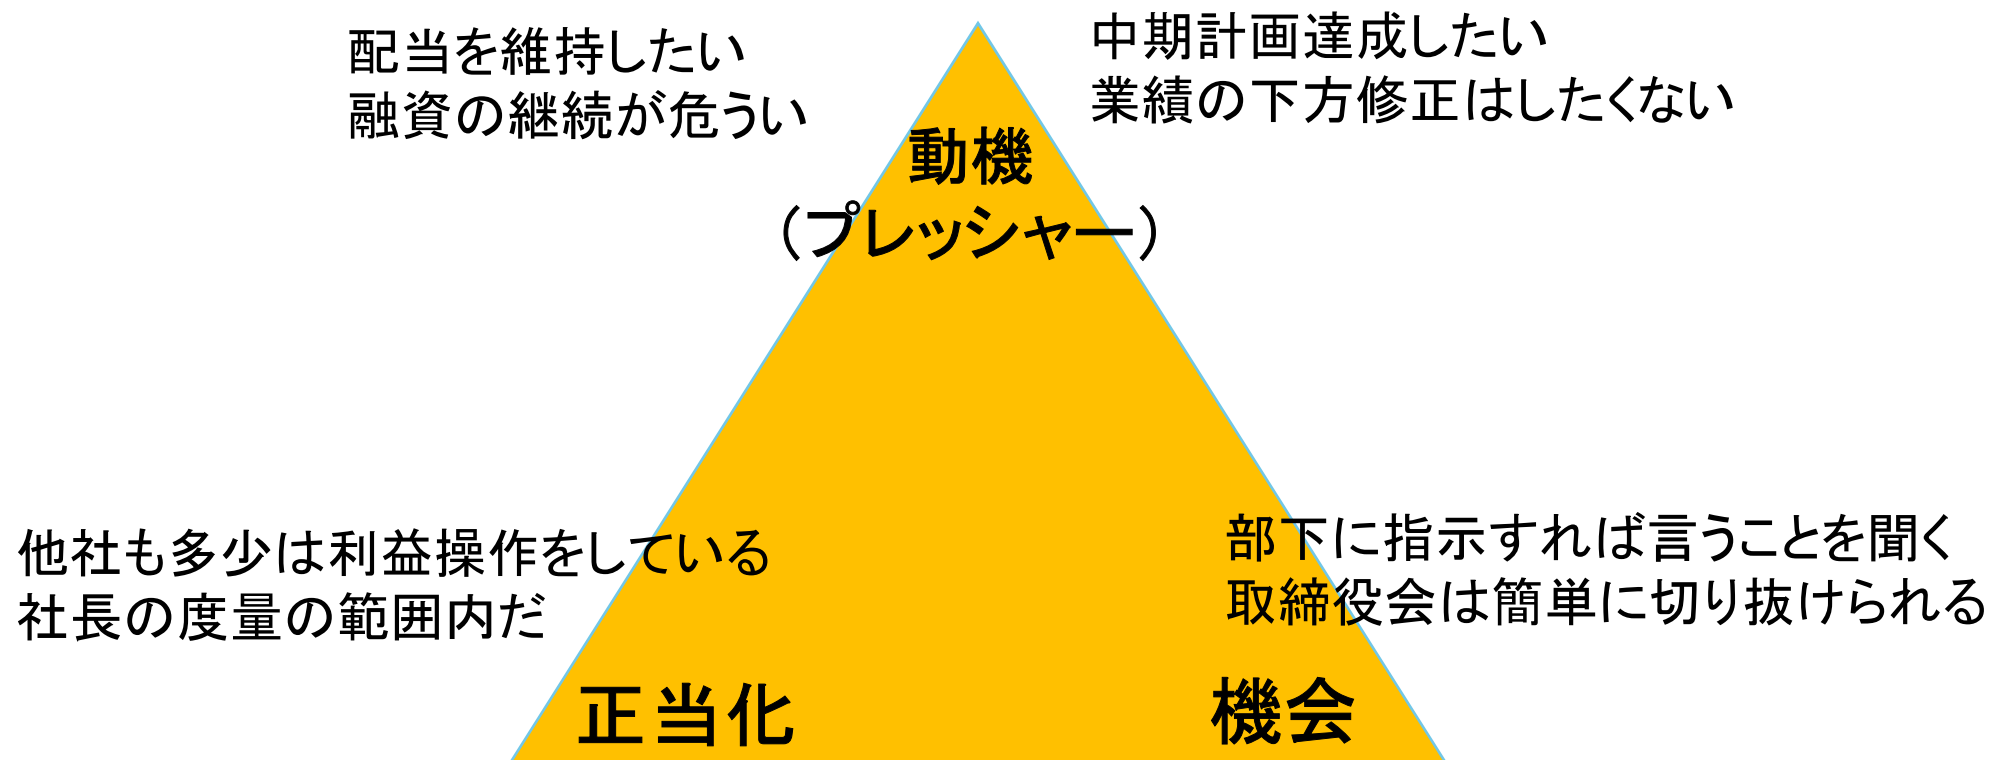 配当を維持したい
融資の継続が危うい
中期計画達成したい
業績の下方修正はしたくない
動機
（プレッシャー）
他社も多少は利益操作をしている
社長の度量の範囲内だ
部下に指示すれば言うことを聞く
取締役会は簡単に切り抜けられる
正当化
機会